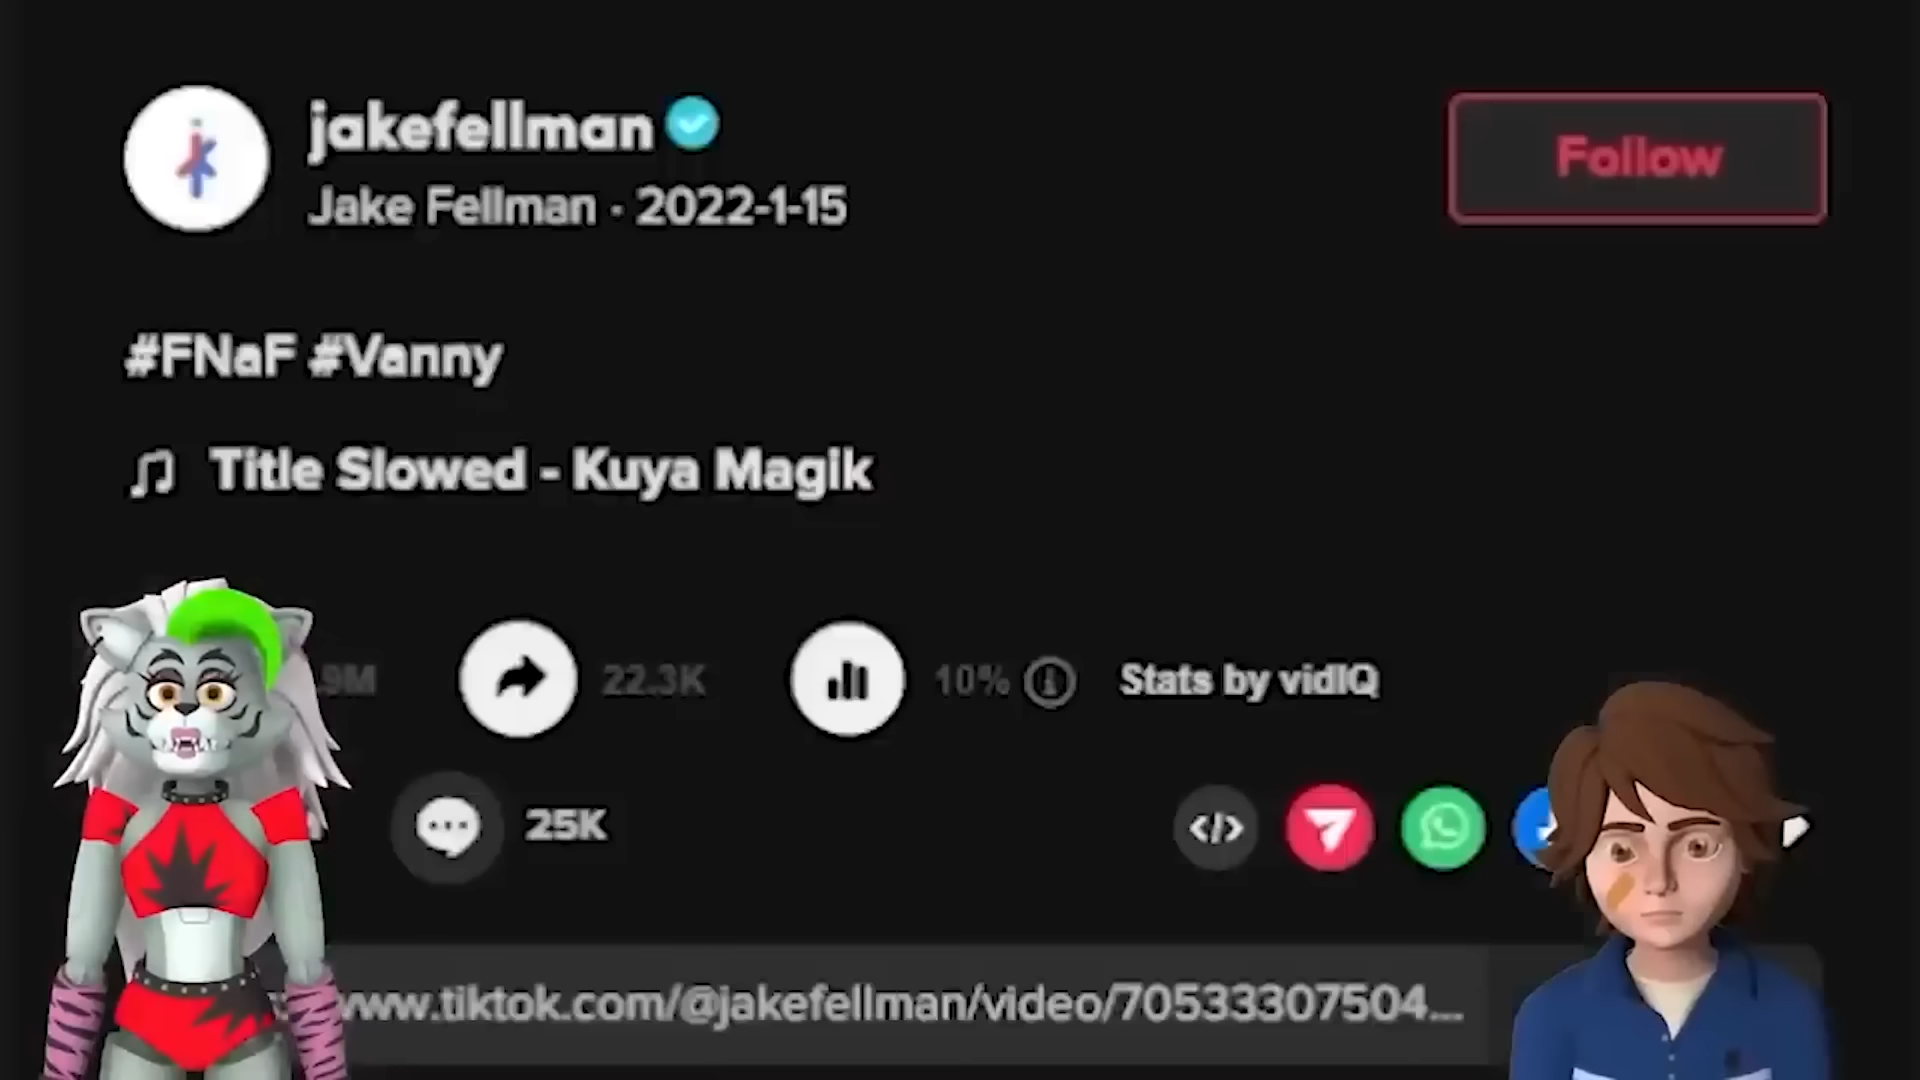 jakefellman
Jake Fellman · 2022-1-15
Follow
#FNaF #Vanny
Title Slowed - Kuya Magik
.9M
22.3K
10%
Stats by vidIQ
25K
www.tiktok.com/@jakefellman/video/70533307504...